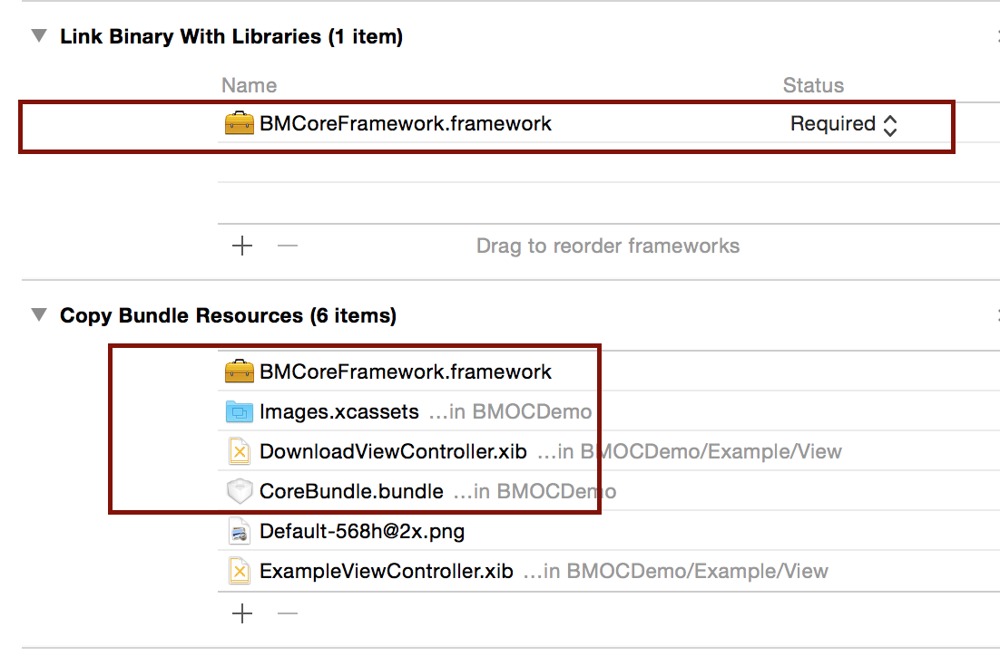 Link Binary With Libraries (1 item)
Name Status
BMCoreFramework.framework Required
Drag to reorder frameworks
Copy Bundle Resources (6 items)
BMCoreFramework.framework
Images.xcassets ...in BMOCDemo
DownloadViewController.xib ...in BMOCDemo/Example/View
CoreBundle.bundle ...in BMOCDemo
Default-568h@2x.png
ExampleViewController.xib ...in BMOCDemo/Example/View